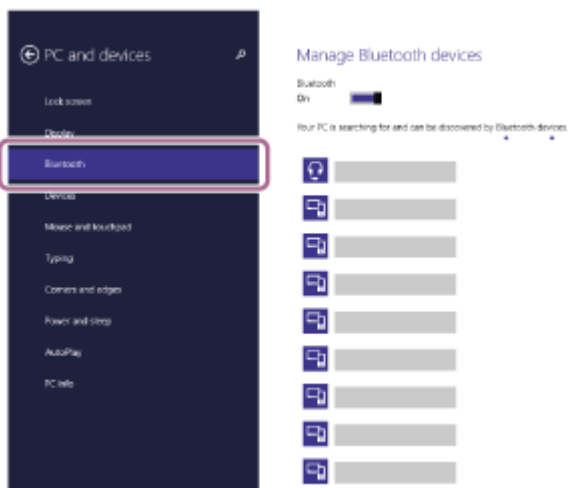 PC and devices
Lock screen
Display
Bluetooth
Devices
Mouse and touchpad
Typing
Corners and edges
Power and sleep
AutoPlay
PC info
Manage Bluetooth devices
Bluetooth
On
Your PC is searching for and can be discovered by Bluetooth devices.